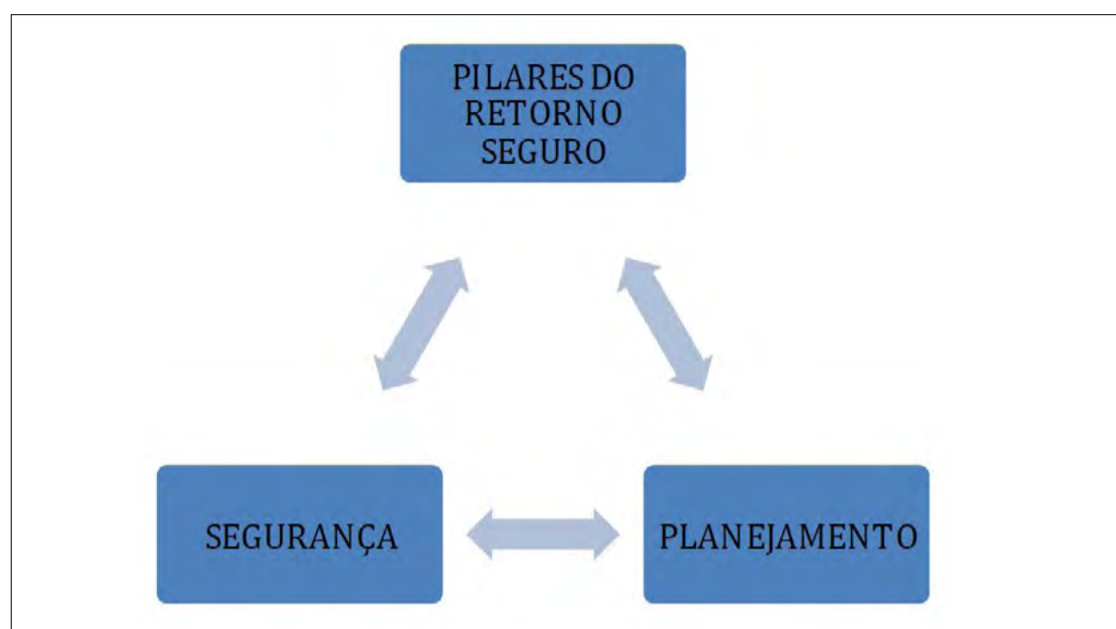 PILARES DO
RETORNO
SEGURO
SEGURANÇA
PLANEJAMENTO